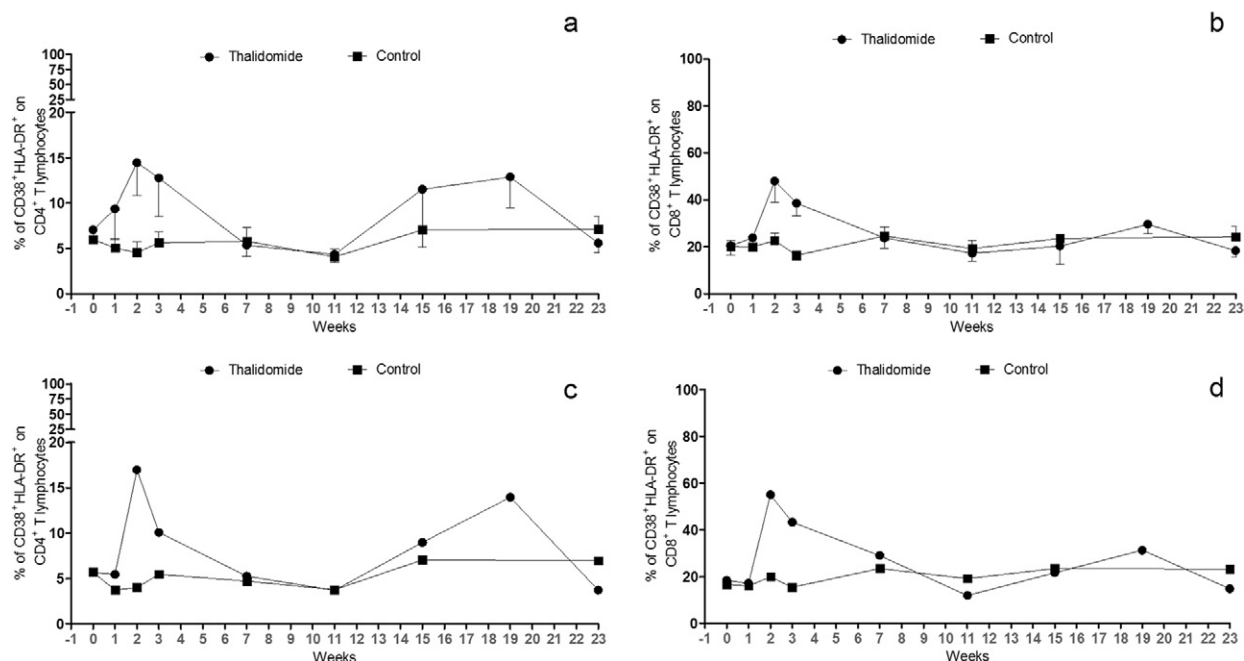 a
Thalidomide Control
% of CD38⁺HLA-DR⁺ on
CD4⁺ T lymphocytes
100
75
50
25
20
15
10
5
0
-1 0 1 2 3 4 5 6 7 8 9 10 11 12 13 14 15 16 17 18 19 20 21 22 23
Weeks
b
Thalidomide Control
% of CD38⁺HLA-DR⁺ on
CD8⁺ T lymphocytes
100
80
60
40
20
0
-1 0 1 2 3 4 5 6 7 8 9 10 11 12 13 14 15 16 17 18 19 20 21 22 23
Weeks
c
Thalidomide Control
% of CD38⁺HLA-DR⁺ on
CD4⁺ T lymphocytes
100
75
50
25
20
15
10
5
0
-1 0 1 2 3 4 5 6 7 8 9 10 11 12 13 14 15 16 17 18 19 20 21 22 23
Weeks
d
Thalidomide Control
% of CD38⁺HLA-DR⁺ on
CD8⁺ T lymphocytes
100
80
60
40
20
0
-1 0 1 2 3 4 5 6 7 8 9 10 11 12 13 14 15 16 17 18 19 20 21 22 23
Weeks